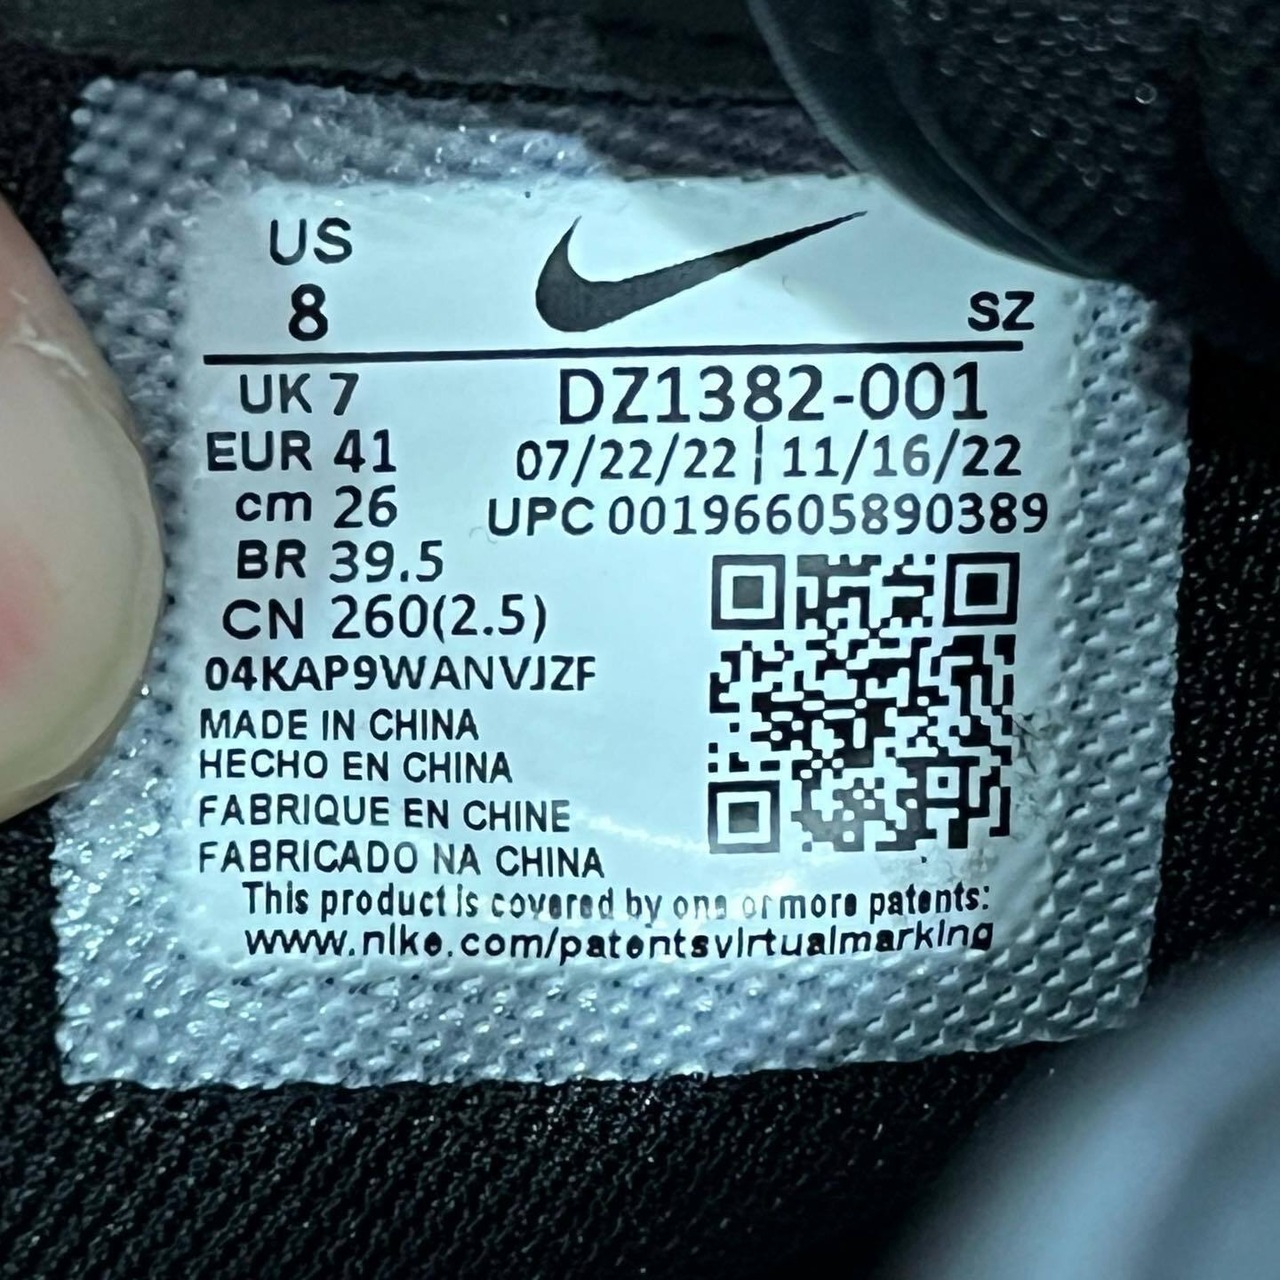 US
8
SZ
UK 7
DZ1382-001
EUR 41
07/22/22 | 11/16/22
cm 26
UPC 00196605890389
BR 39.5
CN 260(2.5)
04KAP9WANVJZF
MADE IN CHINA
HECHO EN CHINA
FABRIQUE EN CHINE
FABRICADO NA CHINA
This product is covered by one or more patents:
www.nike.com/patentsvirtualmarking